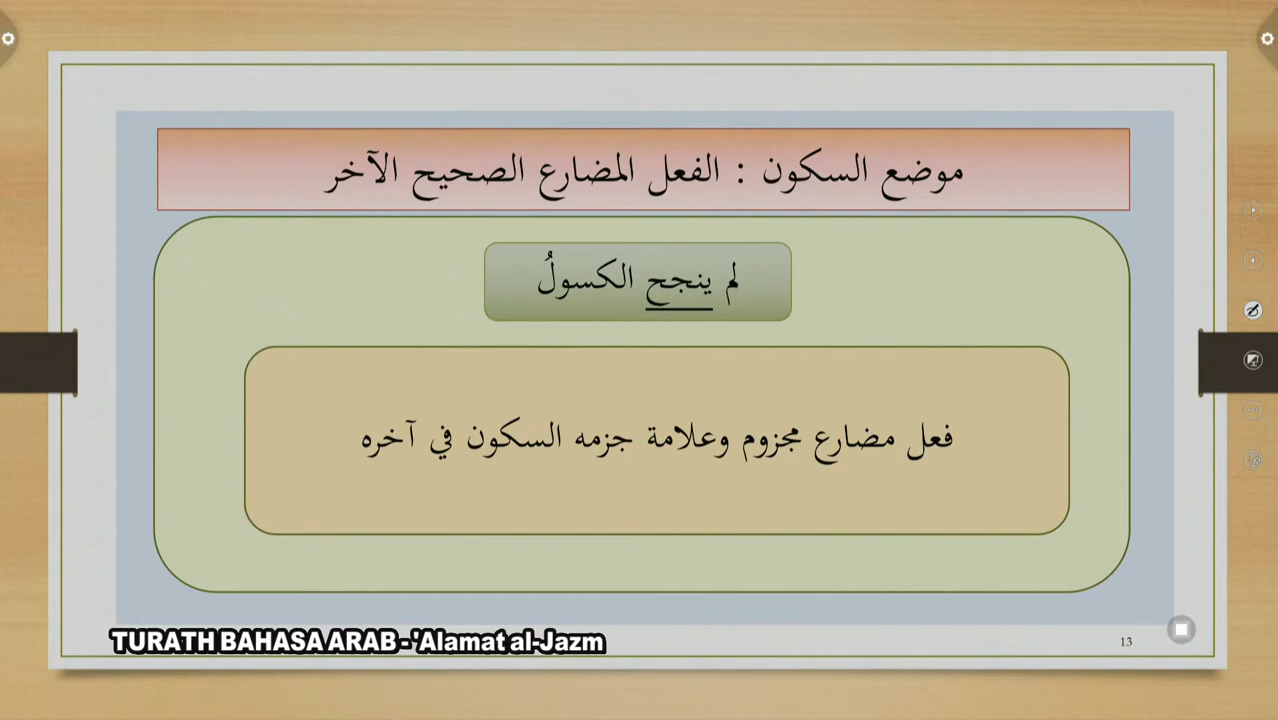 موضع السكون : الفعل المضارع الصحيح الآخر
لم ينجح الكسولُ
فعل مضارع مجزوم وعلامة جزمه السكون في آخره
TURATH BAHASA ARAB - 'Alamat al-Jazm
13